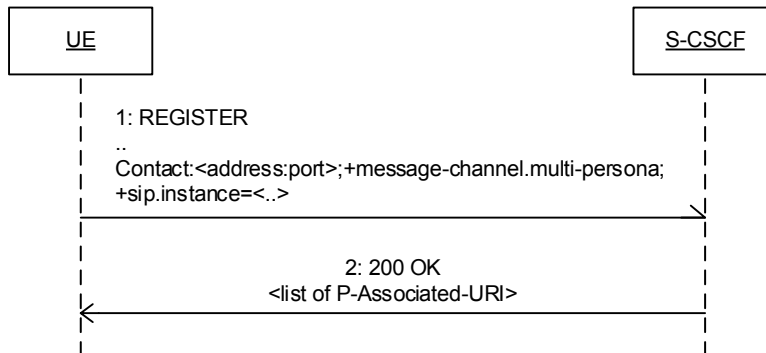 UE
S-CSCF
1: REGISTER
..
Contact:<address:port>;+message-channel.multi-persona;
+sip.instance=<..>
2: 200 OK
<list of P-Associated-URI>